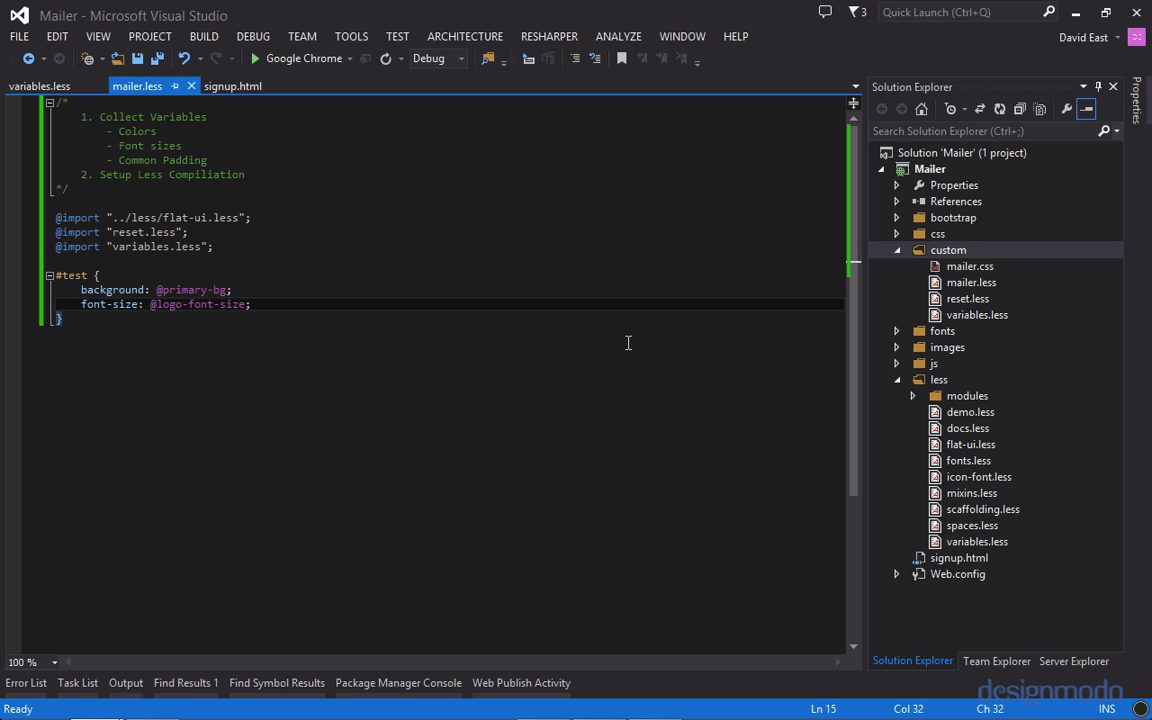 Mailer - Microsoft Visual Studio
3
Quick Launch (Ctrl+Q)
FILE EDIT VIEW PROJECT BUILD DEBUG TEAM TOOLS TEST ARCHITECTURE RESHARPER ANALYZE WINDOW HELP
David East
Google Chrome
Debug
variables.less
mailer.less
signup.html
/*
1. Collect Variables
- Colors
- Font sizes
- Common Padding
2. Setup Less Compiliation
*/
@import "../less/flat-ui.less";
@import "reset.less";
@import "variables.less";
#test {
background: @primary-bg;
font-size: @logo-font-size;
}
100 %
Solution Explorer
Search Solution Explorer (Ctrl+;)
Solution 'Mailer' (1 project)
Mailer
Properties
References
bootstrap
css
custom
mailer.css
mailer.less
reset.less
variables.less
fonts
images
js
less
modules
demo.less
docs.less
flat-ui.less
fonts.less
icon-font.less
mixins.less
scaffolding.less
spaces.less
variables.less
signup.html
Web.config
Solution Explorer Team Explorer Server Explorer
Properties
Error List Task List Output Find Results 1 Find Symbol Results Package Manager Console Web Publish Activity
designmodo
Ready
Ln 15
Col 32
Ch 32
INS